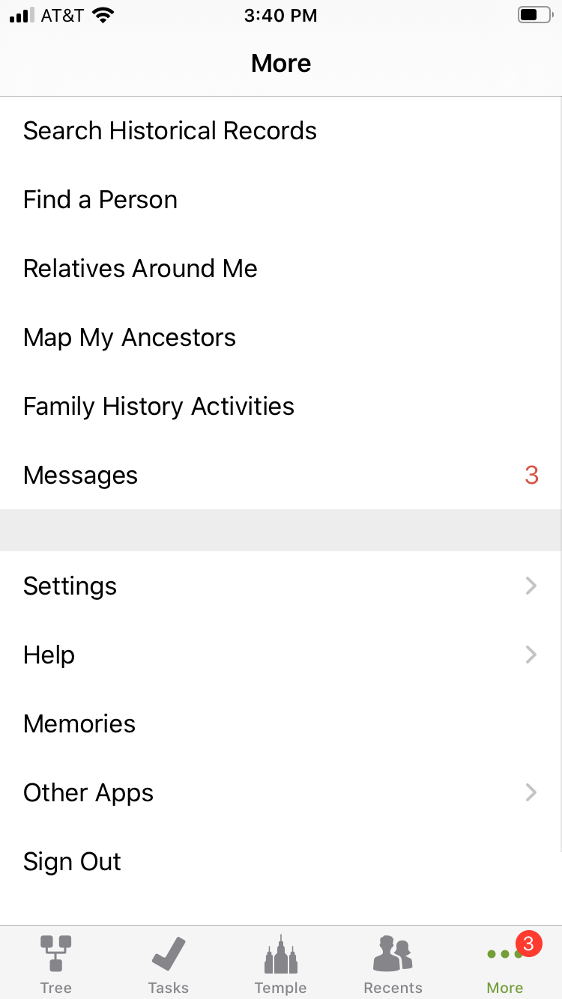 AT&T 3:40 PM
More
Search Historical Records
Find a Person
Relatives Around Me
Map My Ancestors
Family History Activities
Messages 3
Settings
Help
Memories
Other Apps
Sign Out
3
Tree Tasks Temple Recents More